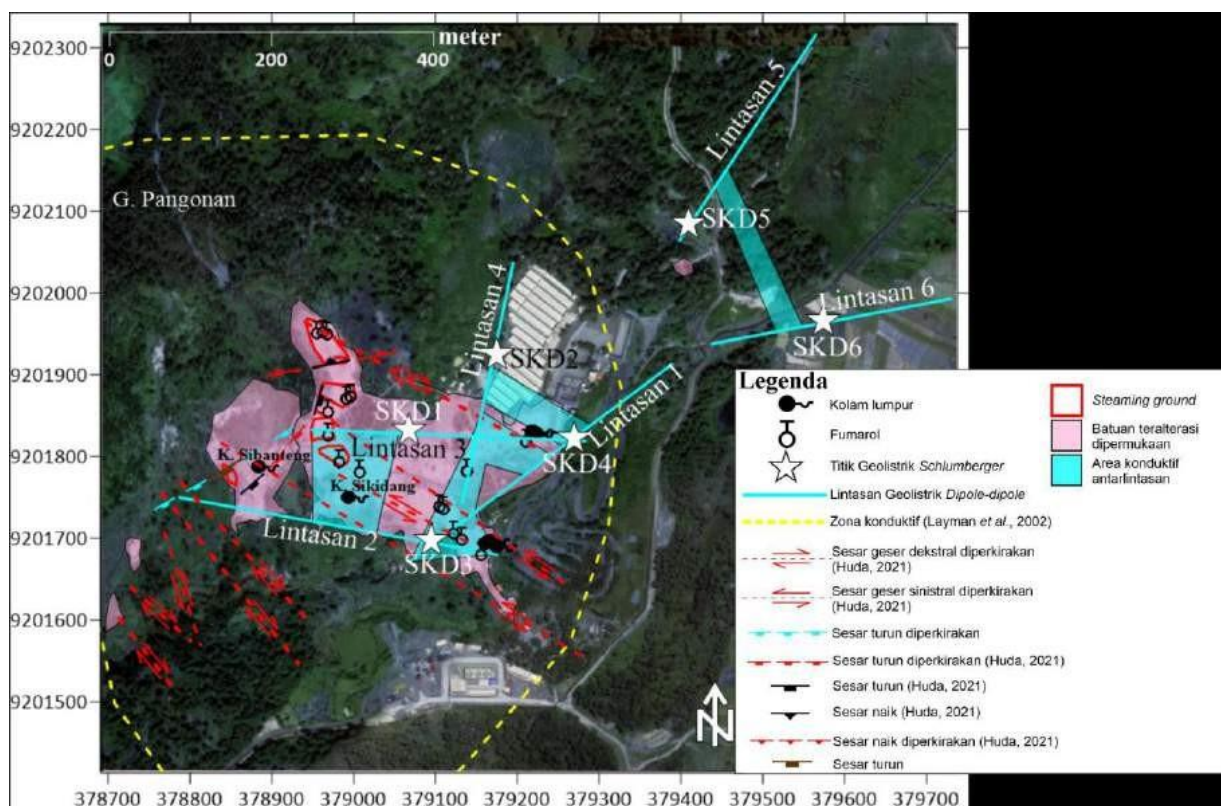 meter
0 200 400
9202300
9202200
9202100
9202000
9201900
9201800
9201700
9201600
9201500
378700 378800 378900 379000 379100 379200 379300 379400 379500 379600 379700
G. Pangonan
Lintasan 5
SKD5
Lintasan 6
SKD6
Lintasan 4
SKD2
SKD1
Lintasan 1
Lintasan 3
SKD4
K. Sibanteng
K. Sikidang
Lintasan 2
SKD3
N
Legenda
Kolam lumpur
Fumarol
Titik Geolistrik Schlumberger
Lintasan Geolistrik Dipole-dipole
Zona konduktif (Layman et al., 2002)
Sesar geser dekstral diperkirakan
(Huda, 2021)
Sesar geser sinistral diperkirakan
(Huda, 2021)
Sesar turun diperkirakan
Sesar turun diperkirakan (Huda, 2021)
Sesar turun (Huda, 2021)
Sesar naik (Huda, 2021)
Sesar naik diperkirakan (Huda, 2021)
Sesar turun
Steaming ground
Batuan teralterasi
dipermukaan
Area konduktif
antarlintasan